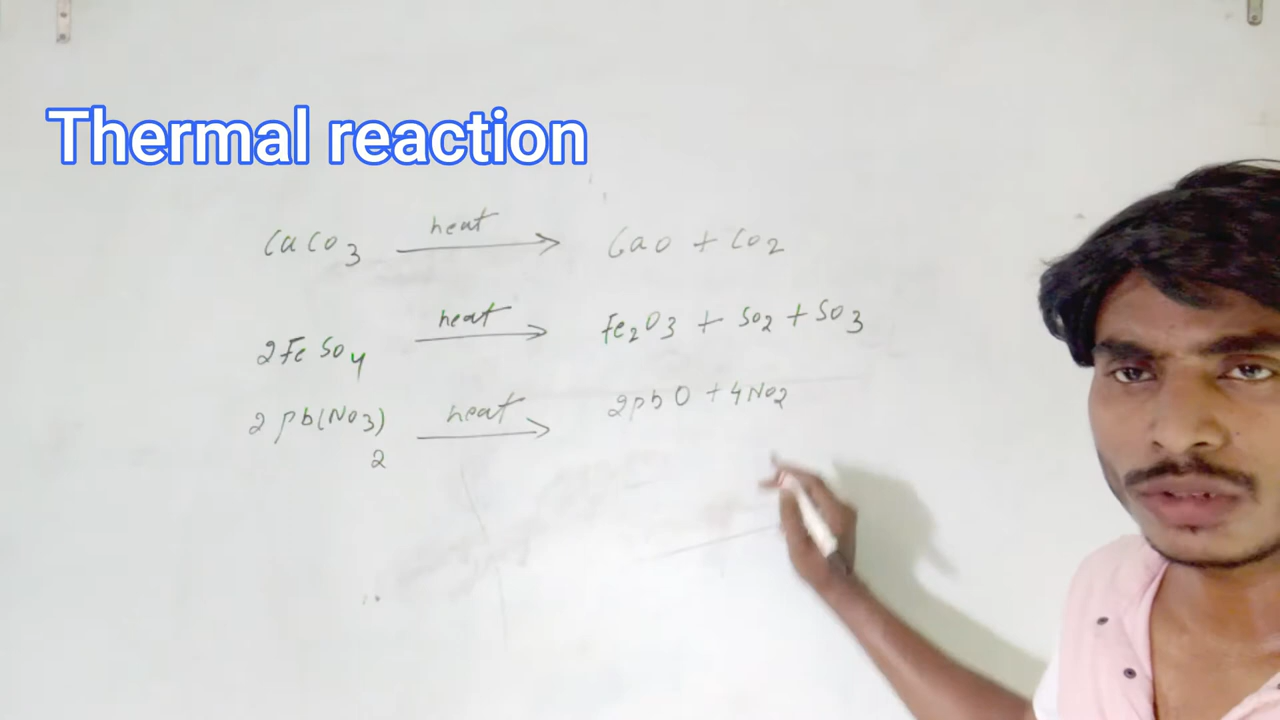 Thermal reaction
CaCO3 heat CaO + CO2
2FeSO4 heat Fe2O3 + SO2 + SO3
2pb(NO3)2 heat 2pbO + 4NO2